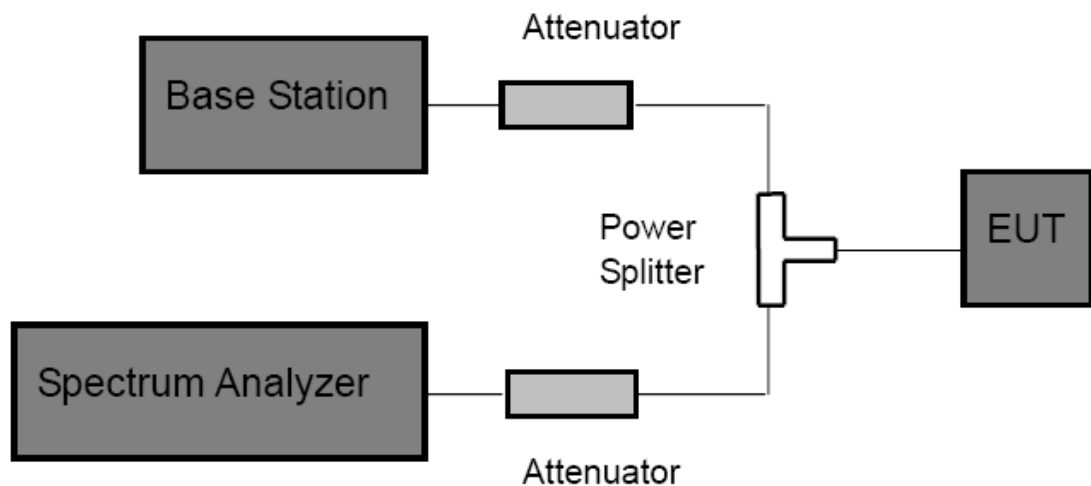 Attenuator
Base Station
Power
Splitter
EUT
Spectrum Analyzer
Attenuator